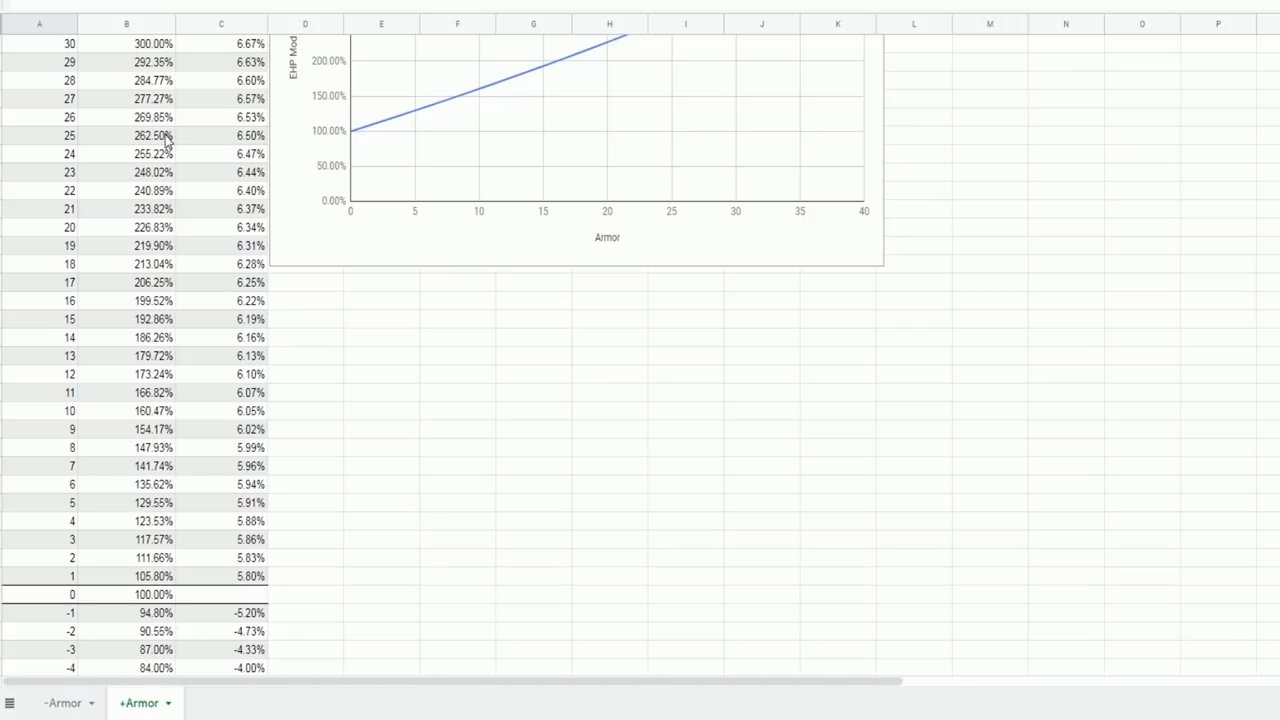 A B C D E F G H I J K L M N O P
30 300.00% 6.67%
29 292.35% 6.63%
28 284.77% 6.60%
27 277.27% 6.57%
26 269.85% 6.53%
25 262.50% 6.50%
24 255.22% 6.47%
23 248.02% 6.44%
22 240.89% 6.40%
21 233.82% 6.37%
20 226.83% 6.34%
19 219.90% 6.31%
18 213.04% 6.28%
17 206.25% 6.25%
16 199.52% 6.22%
15 192.86% 6.19%
14 186.26% 6.16%
13 179.72% 6.13%
12 173.24% 6.10%
11 166.82% 6.07%
10 160.47% 6.05%
9 154.17% 6.02%
8 147.93% 5.99%
7 141.74% 5.96%
6 135.62% 5.94%
5 129.55% 5.91%
4 123.53% 5.88%
3 117.57% 5.86%
2 111.66% 5.83%
1 105.80% 5.80%
0 100.00%
-1 94.80% -5.20%
-2 90.55% -4.73%
-3 87.00% -4.33%
-4 84.00% -4.00%
EHP Mod
200.00%
150.00%
100.00%
50.00%
0.00%
0 5 10 15 20 25 30 35 40
Armor
-Armor +Armor